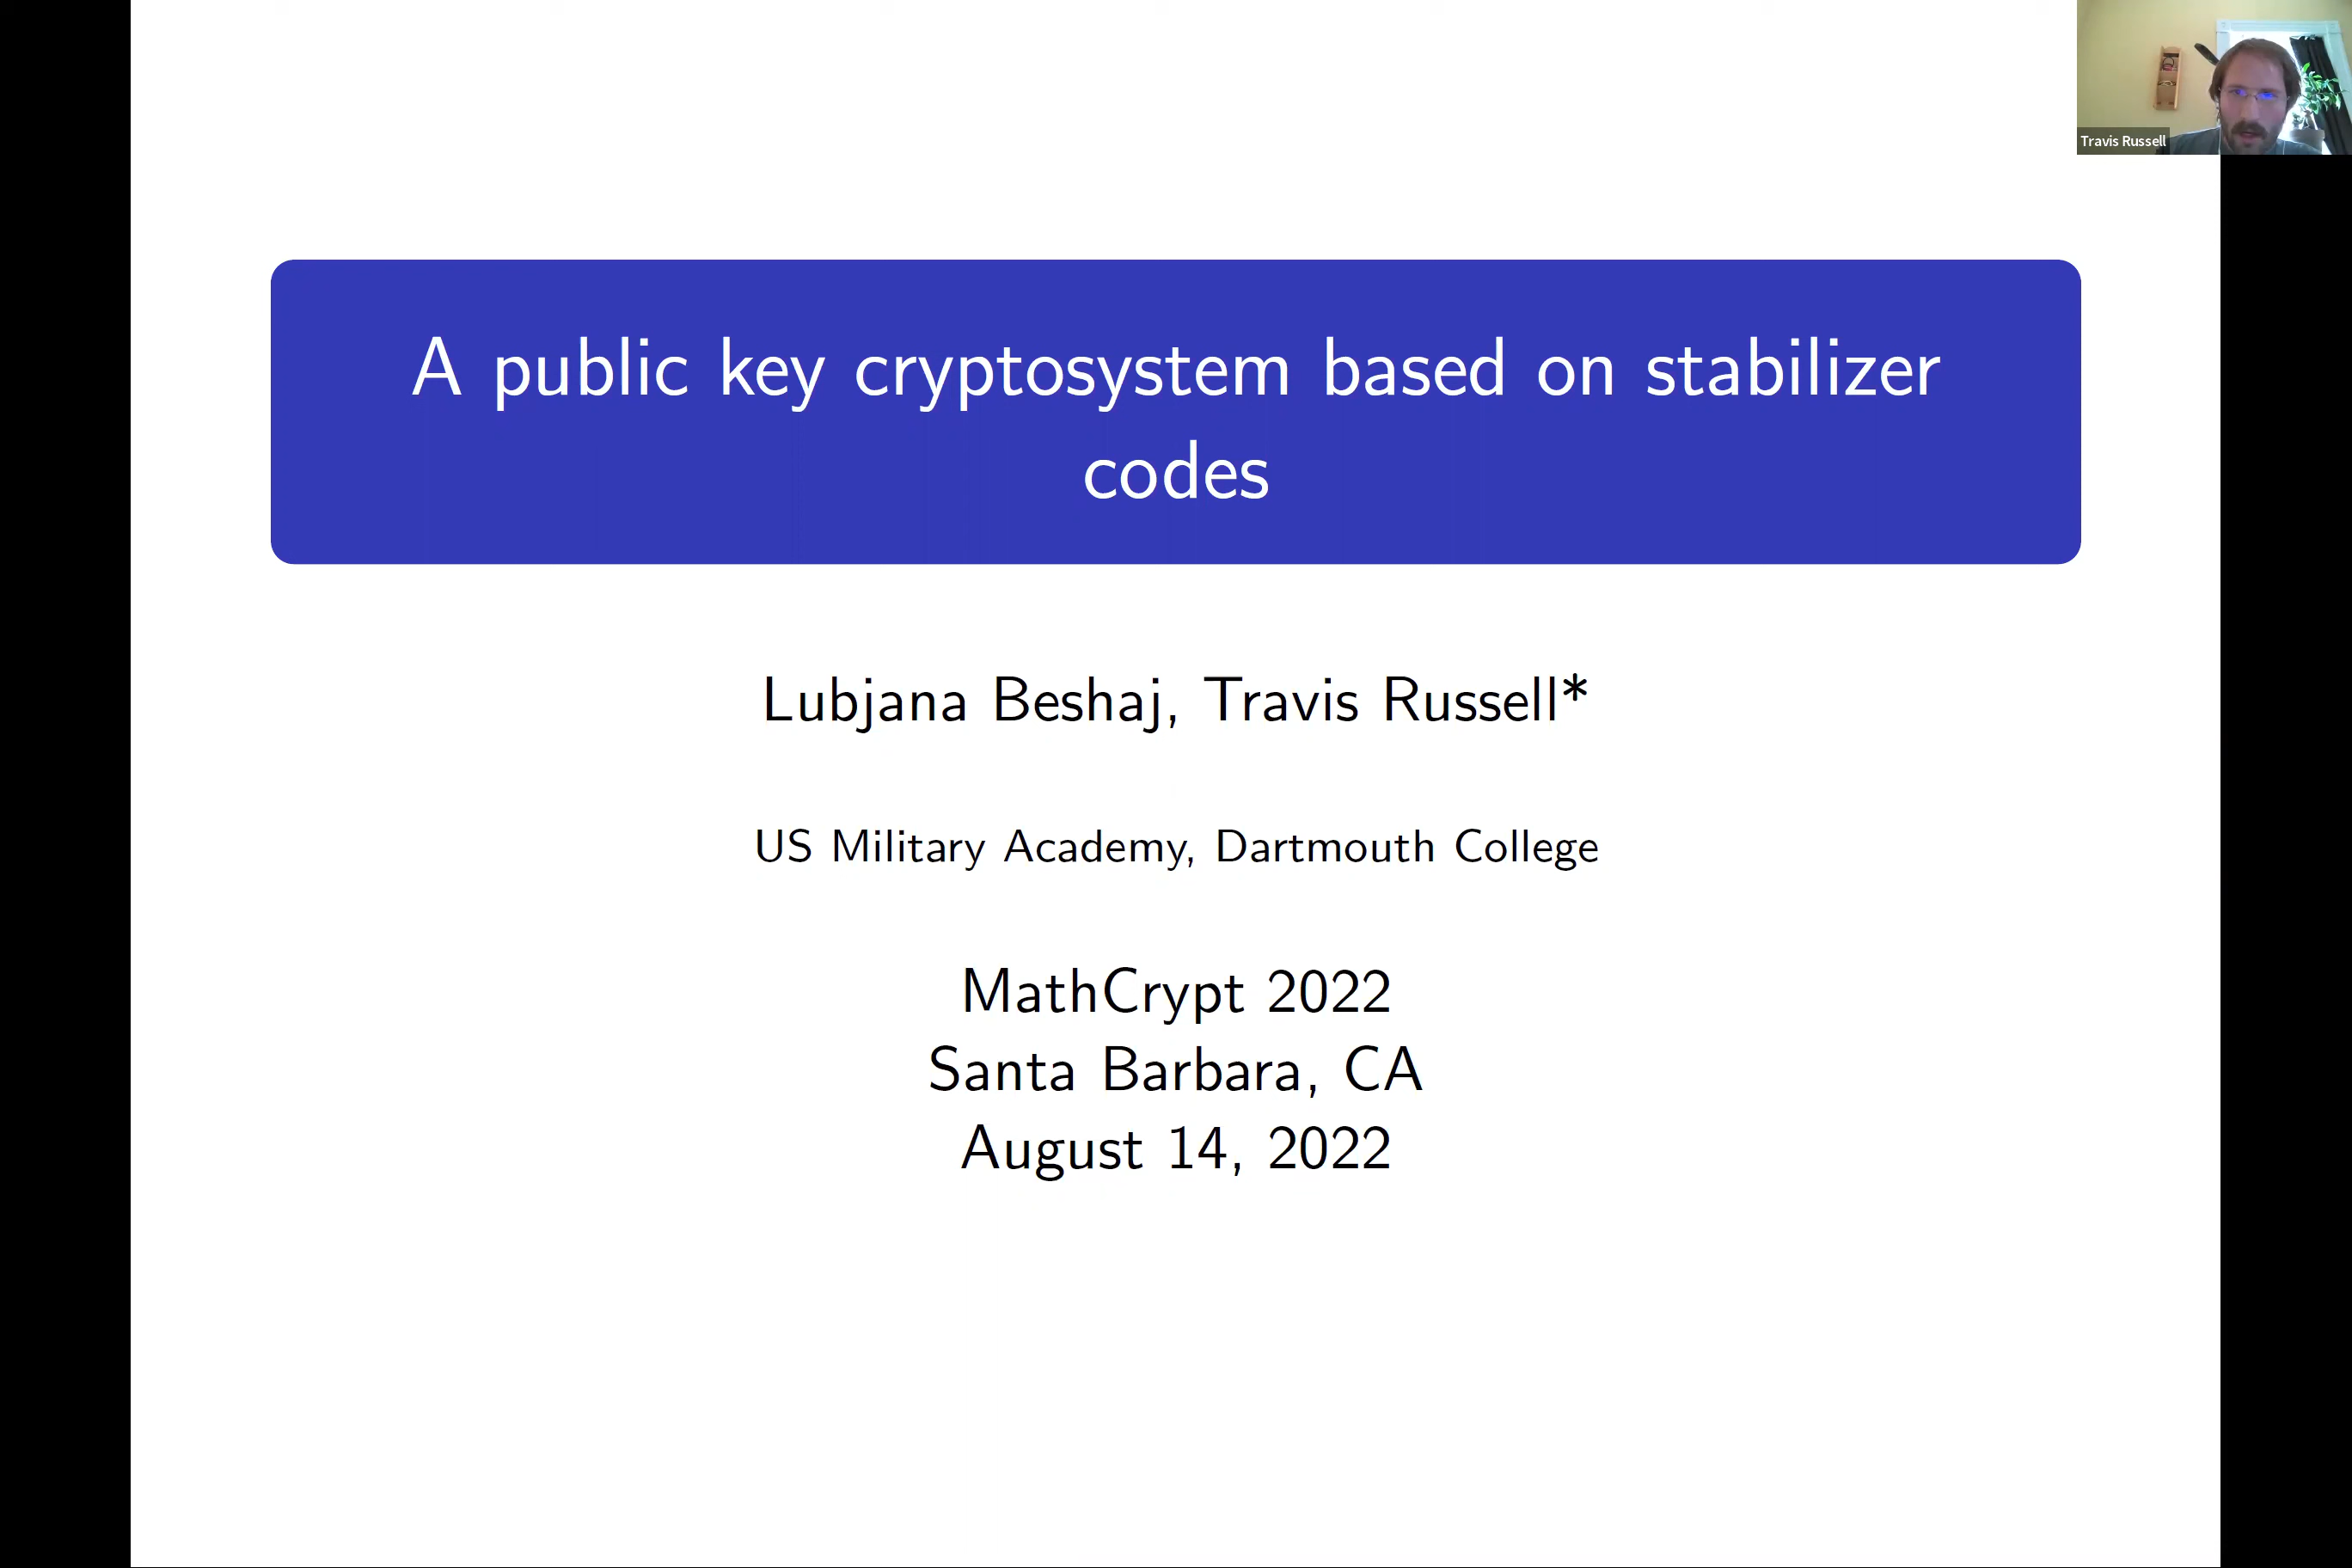 Travis Russell
A public key cryptosystem based on stabilizer
codes
Lubjana Beshaj, Travis Russell*
US Military Academy, Dartmouth College
MathCrypt 2022
Santa Barbara, CA
August 14, 2022